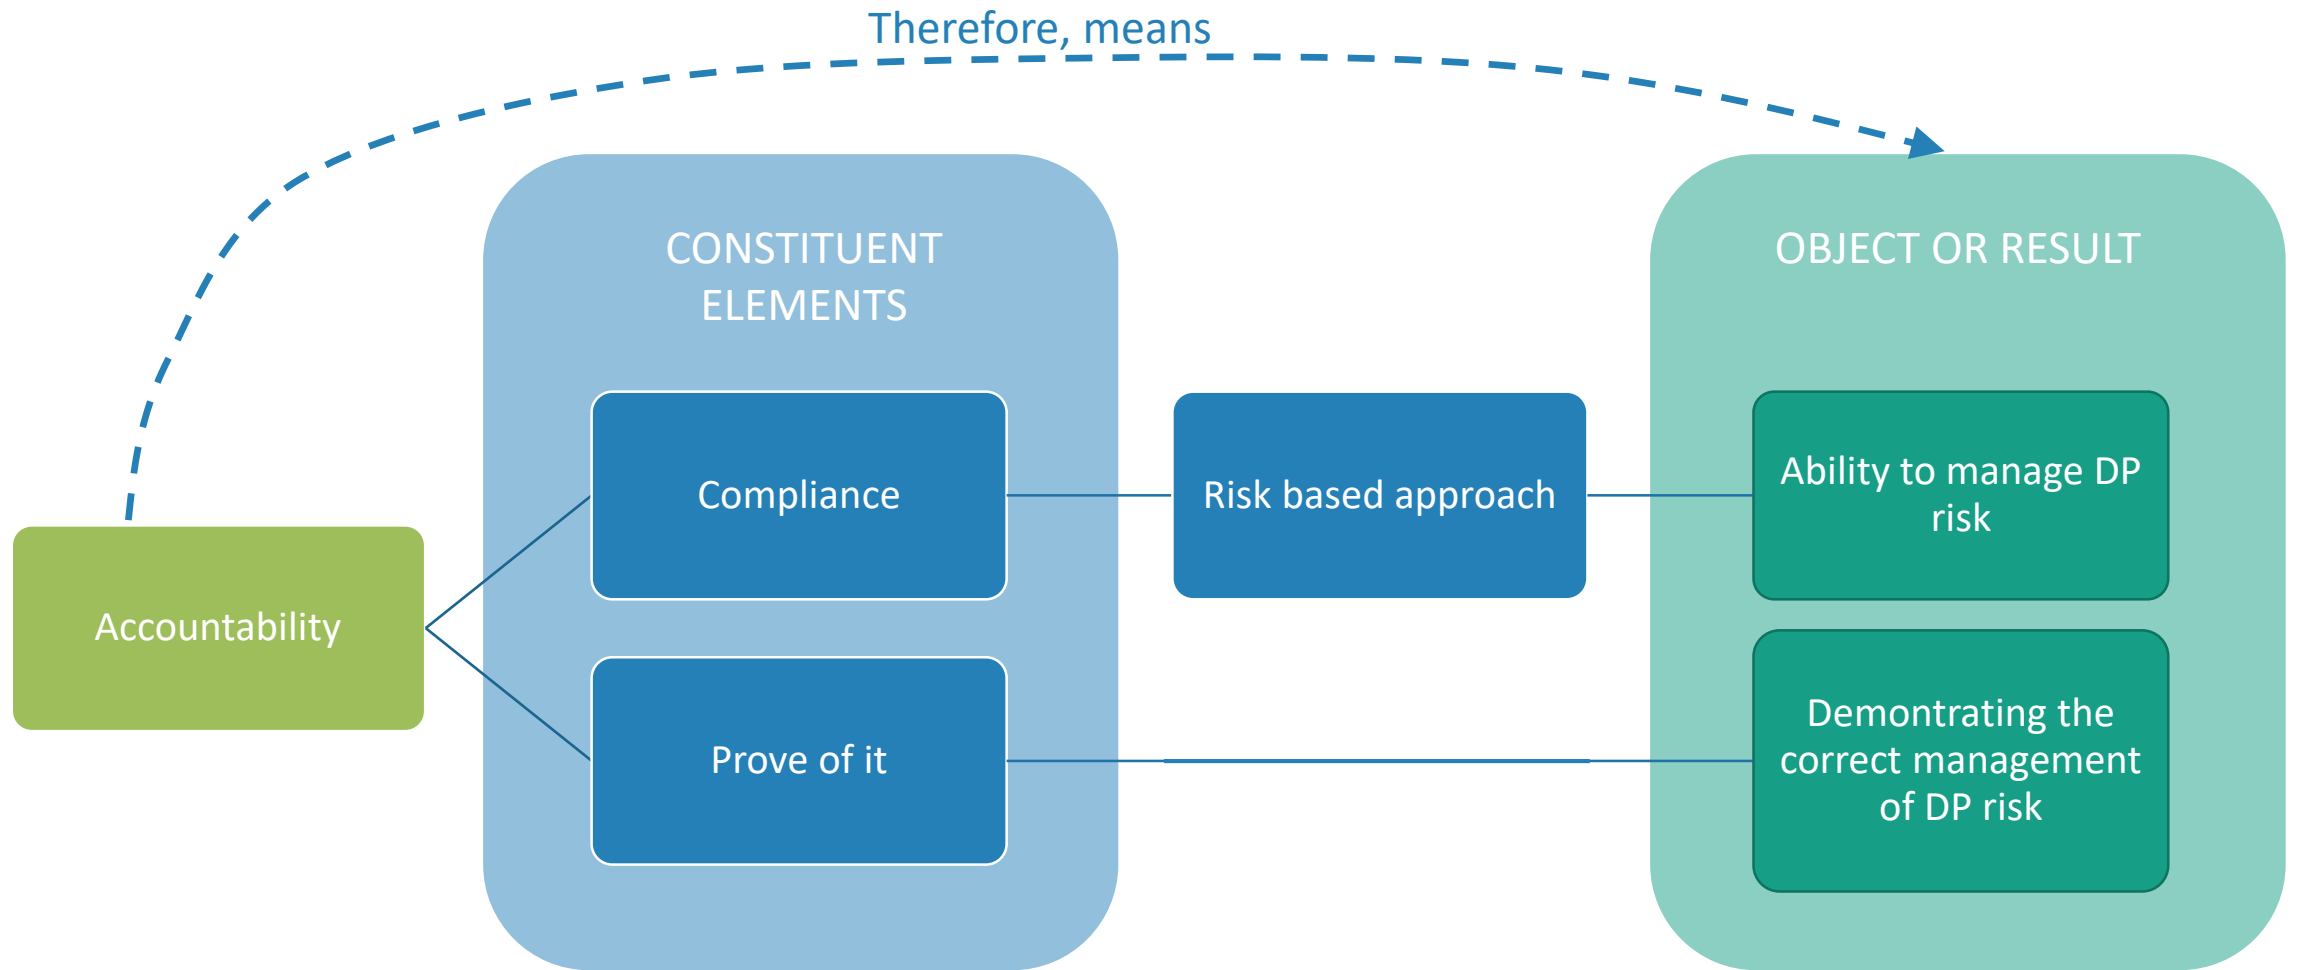 Therefore, means
CONSTITUENT
ELEMENTS
OBJECT OR RESULT
Compliance
Risk based approach
Ability to manage DP
risk
Accountability
Prove of it
Demontrating the
correct management
of DP risk